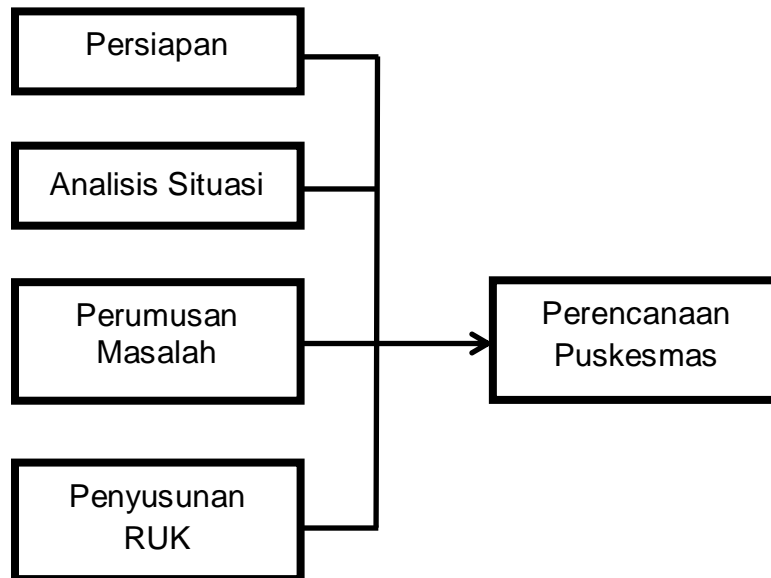 Persiapan
Analisis Situasi
Perumusan
Masalah
Perencanaan
Puskesmas
Penyusunan
RUK